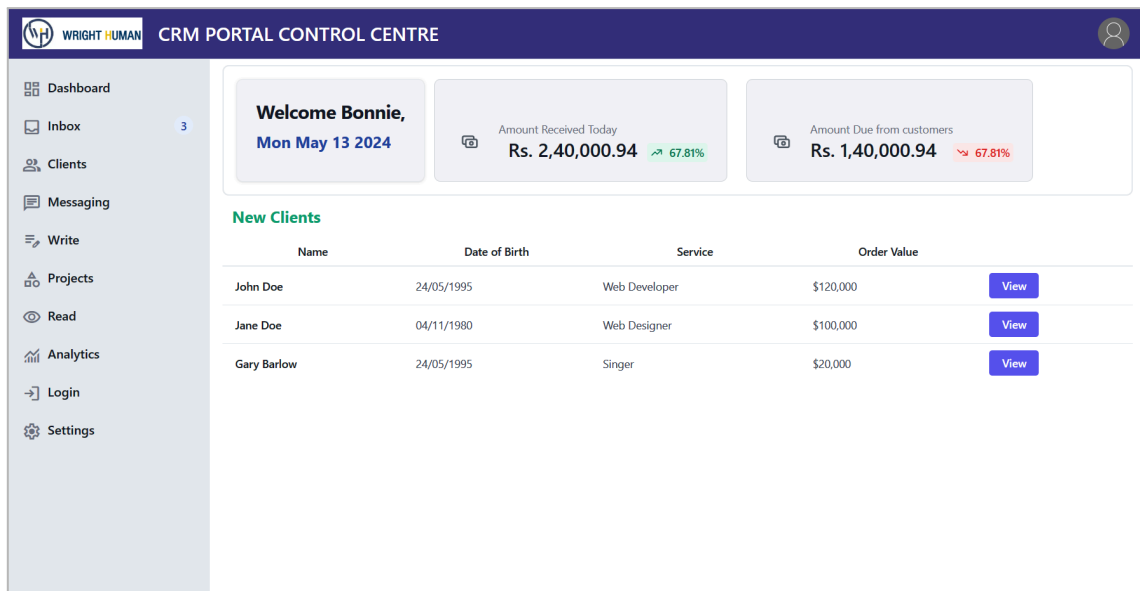 WH WRIGHT HUMAN CRM PORTAL CONTROL CENTRE
Dashboard
Inbox 3
Clients
Messaging
Write
Projects
Read
Analytics
Login
Settings
Welcome Bonnie,
Mon May 13 2024
Amount Received Today
Rs. 2,40,000.94 67.81%
Amount Due from customers
Rs. 1,40,000.94 67.81%
New Clients
Name Date of Birth Service Order Value
John Doe 24/05/1995 Web Developer $120,000 View
Jane Doe 04/11/1980 Web Designer $100,000 View
Gary Barlow 24/05/1995 Singer $20,000 View